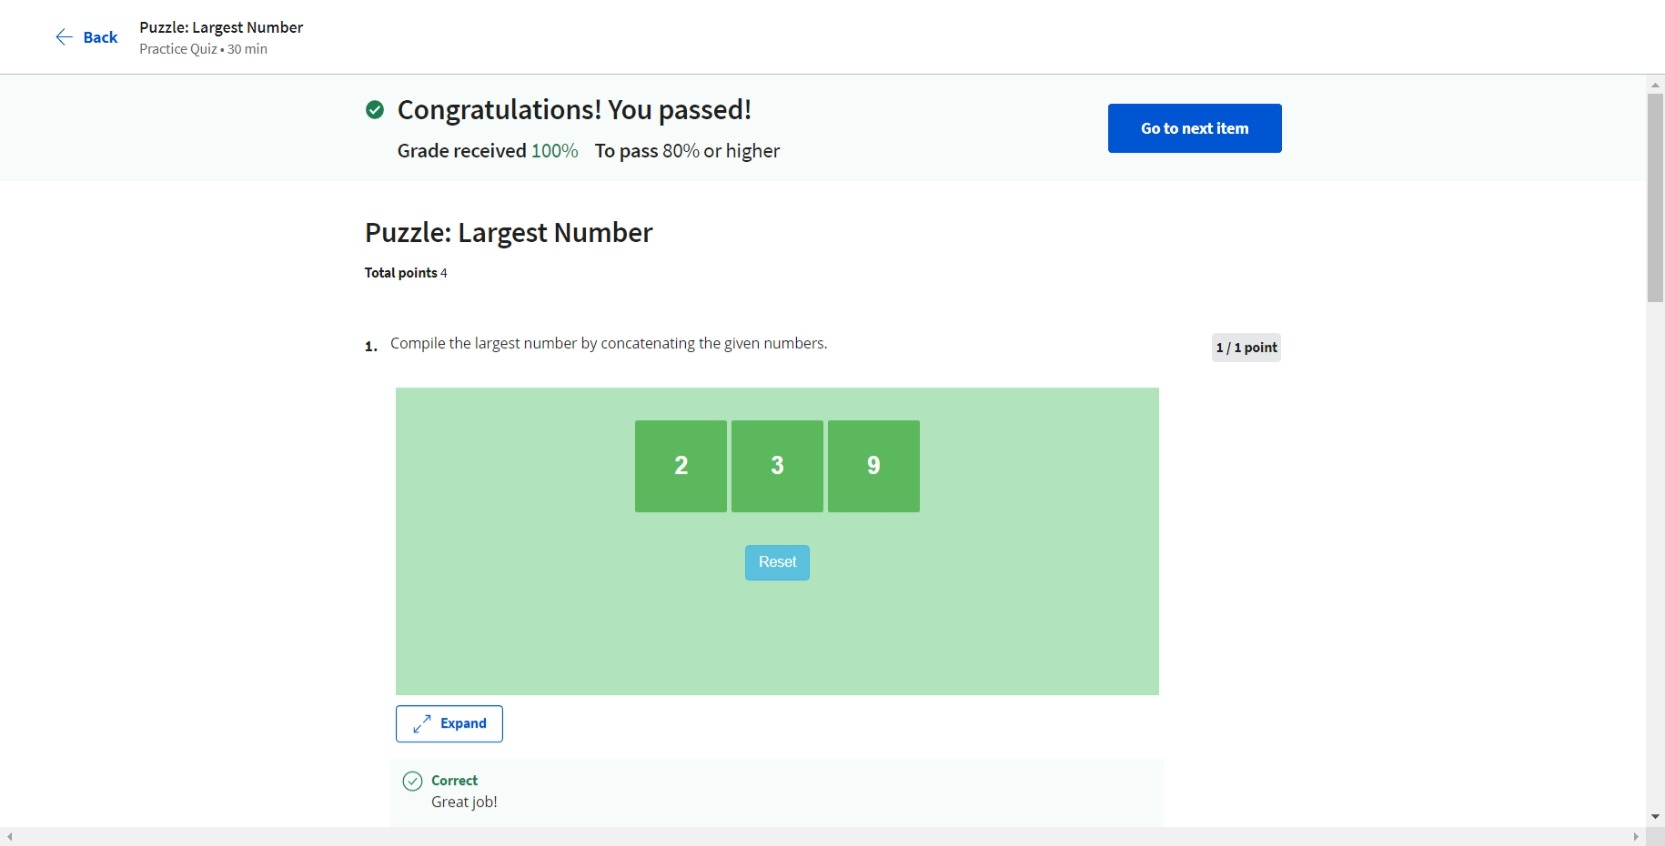 Back
Puzzle: Largest Number
Practice Quiz • 30 min
Congratulations! You passed!
Grade received 100% To pass 80% or higher
Go to next item
Puzzle: Largest Number
Total points 4
1. Compile the largest number by concatenating the given numbers.
1 / 1 point
2 3 9
Reset
Expand
Correct
Great job!